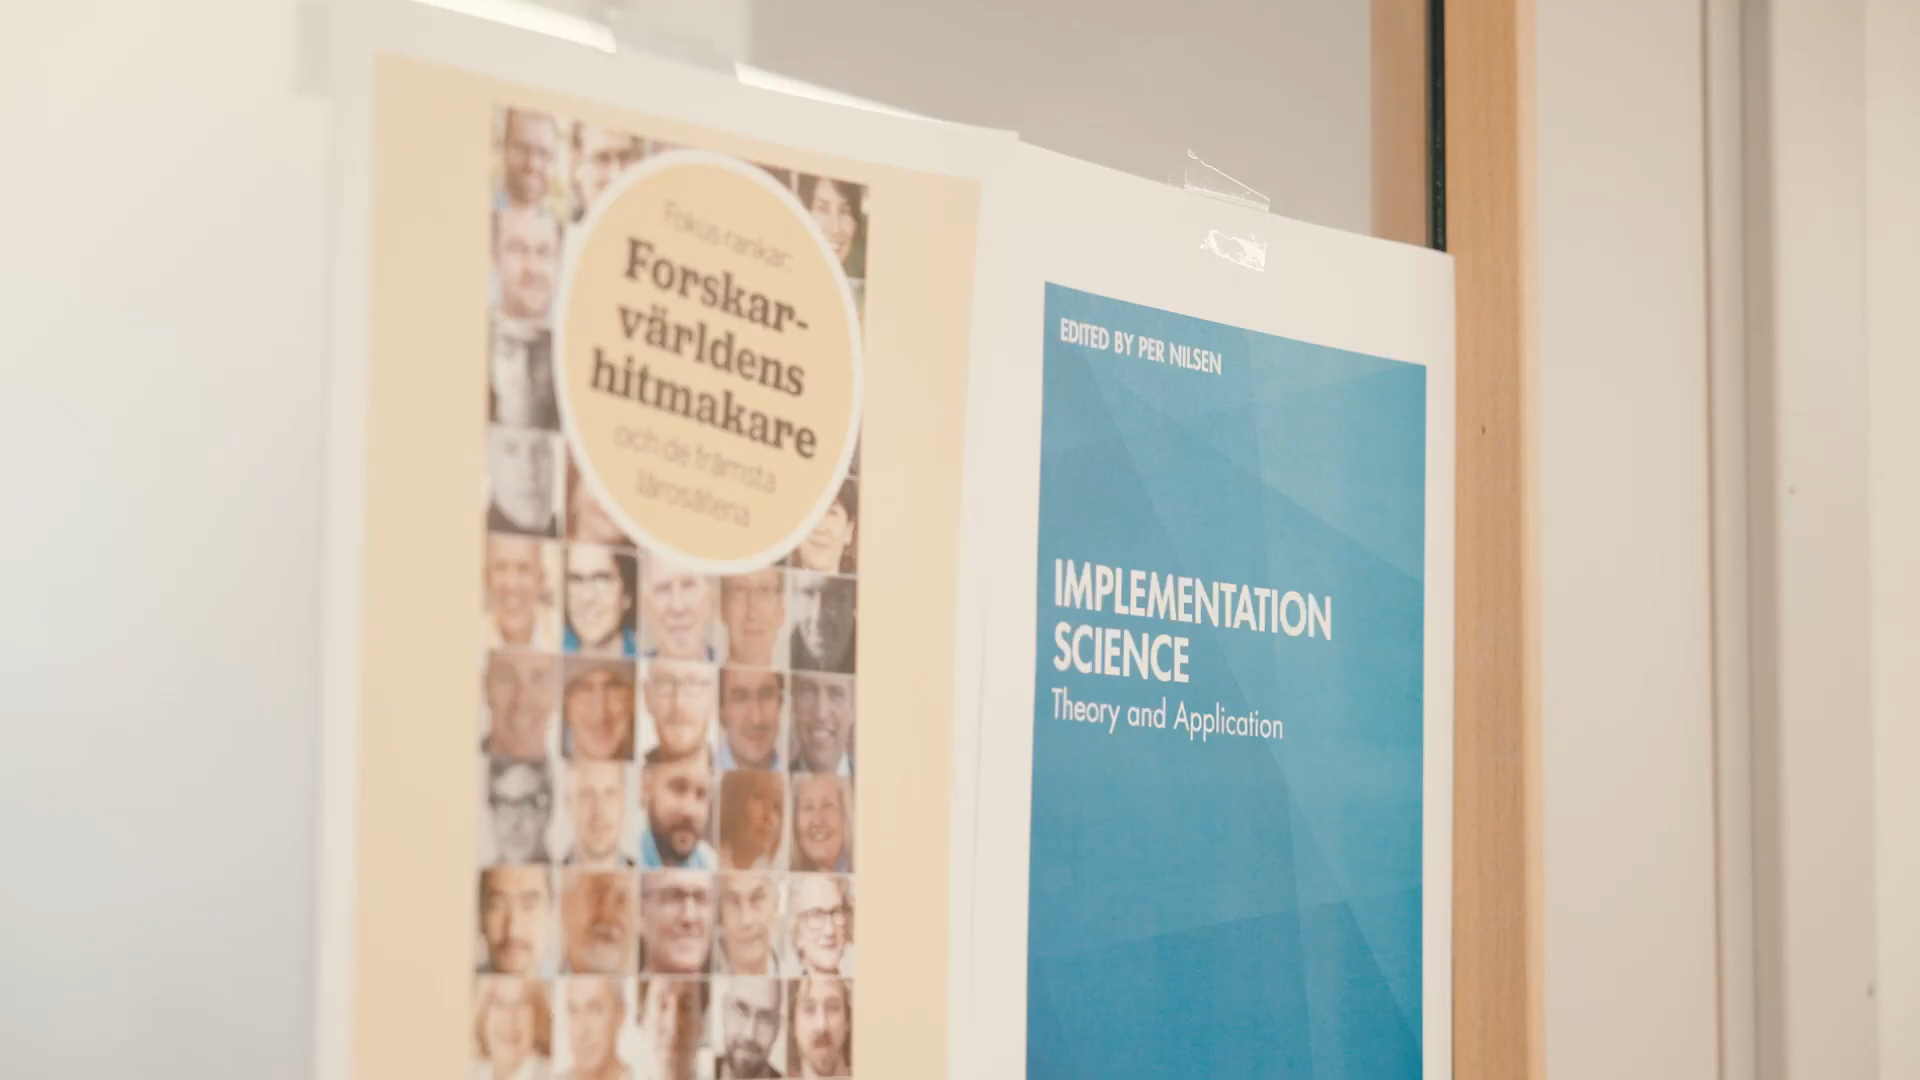 Fokus rankar:
Forskar-
världens
hitmakare
och de främsta
lärosätena
EDITED BY PER NILSEN
IMPLEMENTATION
SCIENCE
Theory and Application